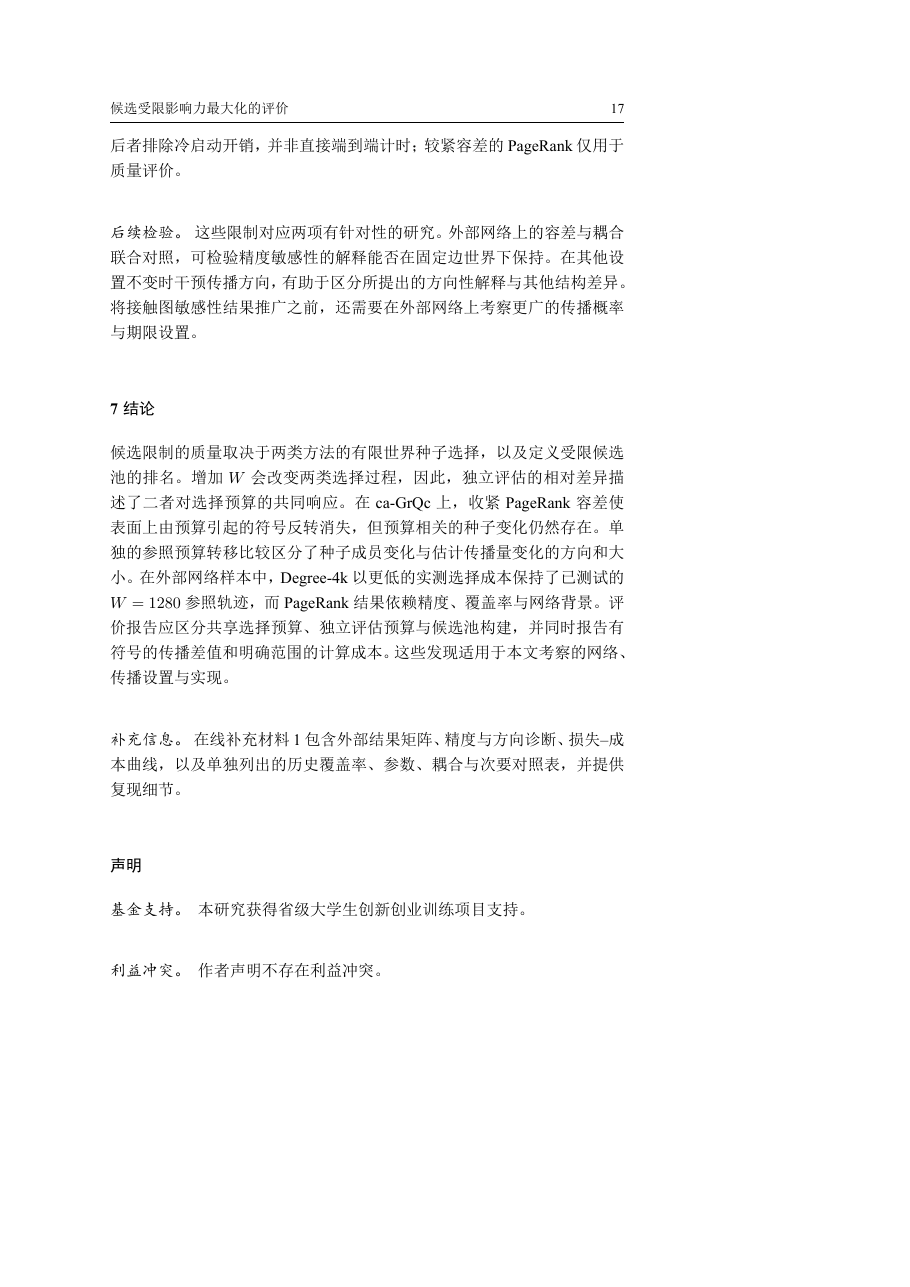 候选受限影响力最大化的评价 17
后者排除冷启动开销，并非直接端到端计时；较紧容差的 PageRank 仅用于
质量评价。
后续检验。 这些限制对应两项有针对性的研究。外部网络上的容差与耦合
联合对照，可检验精度敏感性的解释能否在固定边世界下保持。在其他设
置不变时干预传播方向，有助于区分所提出的方向性解释与其他结构差异。
将接触图敏感性结果推广之前，还需要在外部网络上考察更广的传播概率
与期限设置。
7 结论
候选限制的质量取决于两类方法的有限世界种子选择，以及定义受限候选
池的排名。增加 W 会改变两类选择过程，因此，独立评估的相对差异描
述了二者对选择预算的共同响应。在 ca-GrQc 上，收紧 PageRank 容差使
表面上由预算引起的符号反转消失，但预算相关的种子变化仍然存在。单
独的参照预算转移比较区分了种子成员变化与估计传播量变化的方向和大
小。在外部网络样本中，Degree-4k 以更低的实测选择成本保持了已测试的
W = 1280 参照轨迹，而 PageRank 结果依赖精度、覆盖率与网络背景。评
价报告应区分共享选择预算、独立评估预算与候选池构建，并同时报告有
符号的传播差值和明确范围的计算成本。这些发现适用于本文考察的网络、
传播设置与实现。
补充信息。 在线补充材料 1 包含外部结果矩阵、精度与方向诊断、损失–成
本曲线，以及单独列出的历史覆盖率、参数、耦合与次要对照表，并提供
复现细节。
声明
基金支持。 本研究获得省级大学生创新创业训练项目支持。
利益冲突。 作者声明不存在利益冲突。